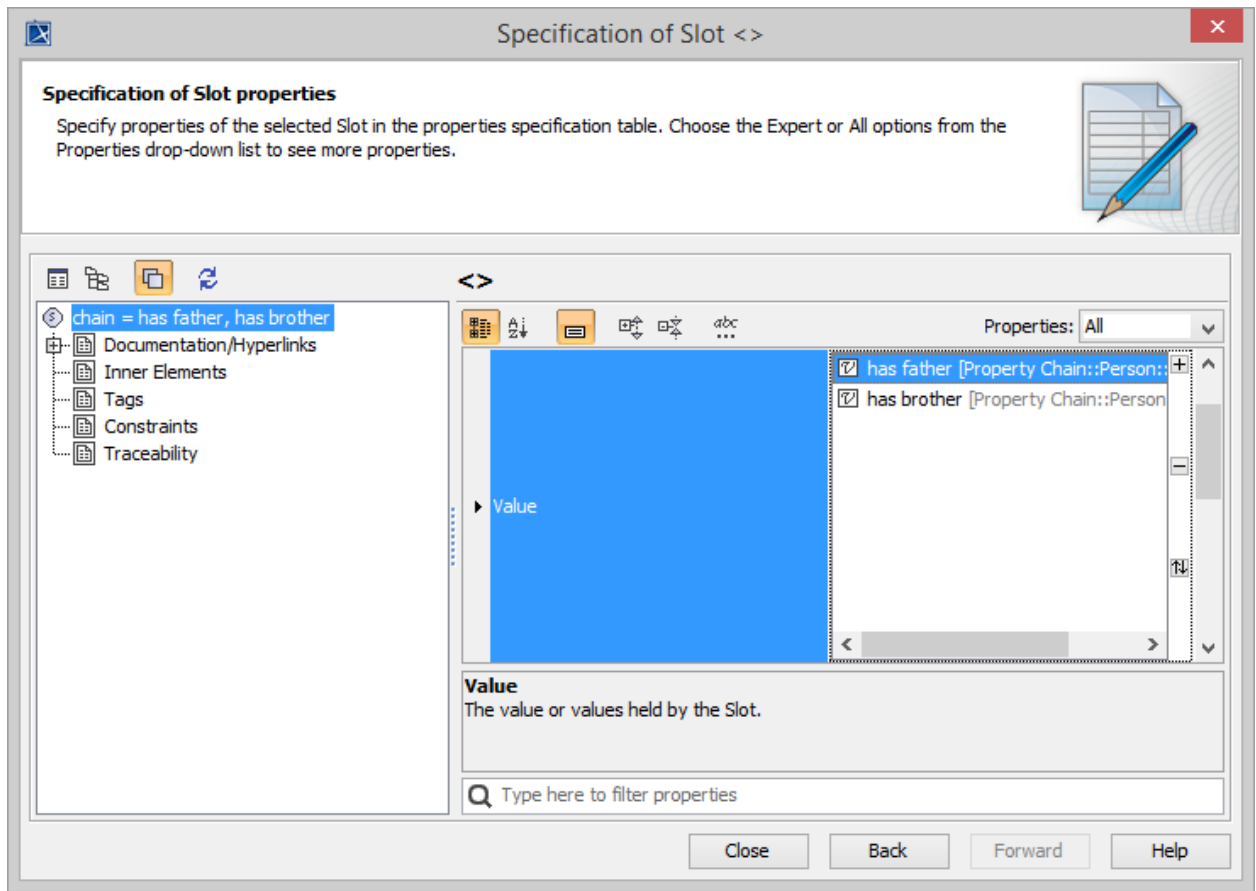 Specification of Slot <>
Specification of Slot properties
Specify properties of the selected Slot in the properties specification table. Choose the Expert or All options from the
Properties drop-down list to see more properties.
chain = has father, has brother
Documentation/Hyperlinks
Inner Elements
Tags
Constraints
Traceability
<>
A
Z
abc
...
Properties: All
Value
has father [Property Chain::Person::
has brother [Property Chain::Person
Value
The value or values held by the Slot.
Type here to filter properties
Close
Back
Forward
Help